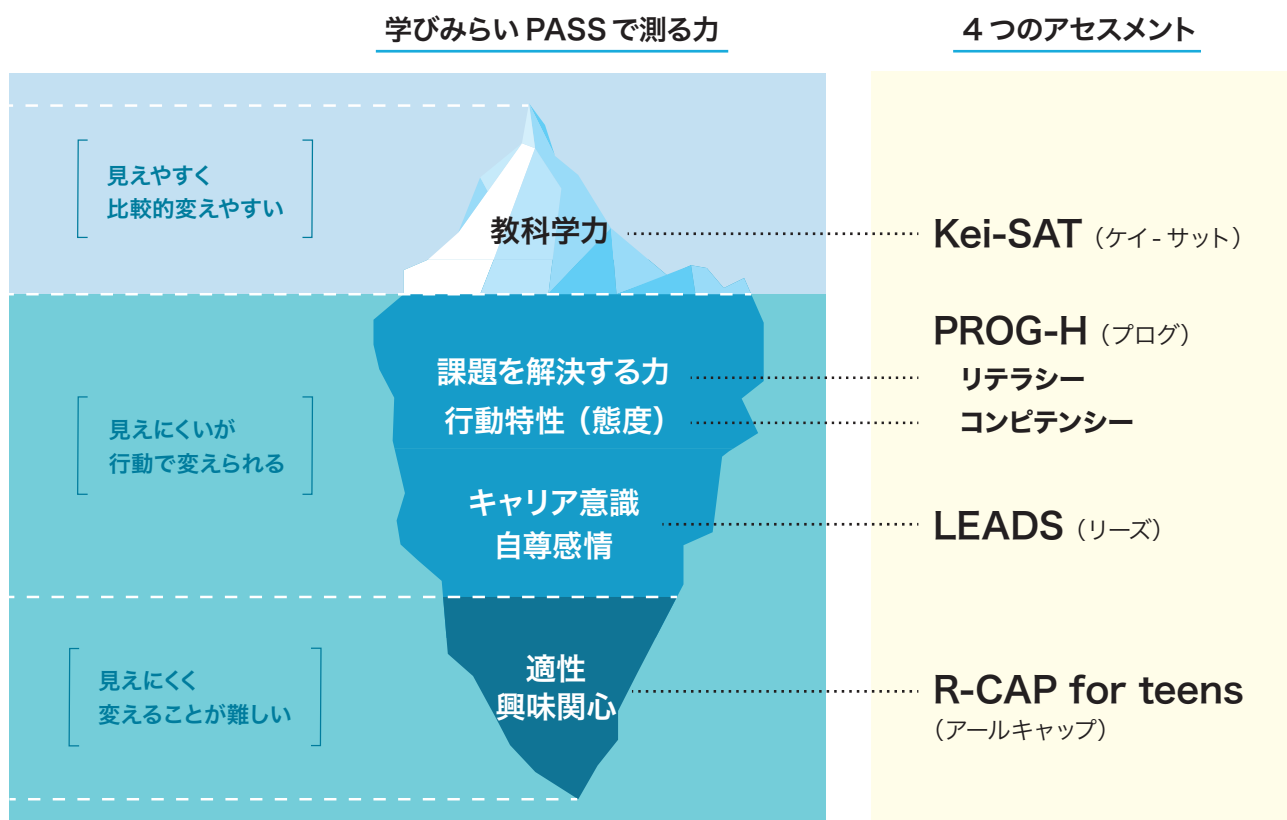 学びみらい PASS で測る力
4 つのアセスメント
見えやすく
比較的変えやすい
教科学力
Kei-SAT（ケイ - サット）
PROG-H（プログ）
課題を解決する力
リテラシー
行動特性（態度）
コンピテンシー
見えにくいが
行動で変えられる
キャリア意識
自尊感情
LEADS（リーズ）
見えにくく
変えることが難しい
適性
興味関心
R-CAP for teens
（アールキャップ）